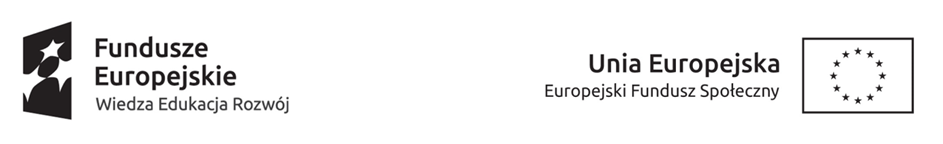 Fundusze
Europejskie
Wiedza Edukacja Rozwój
Unia Europejska
Europejski Fundusz Społeczny